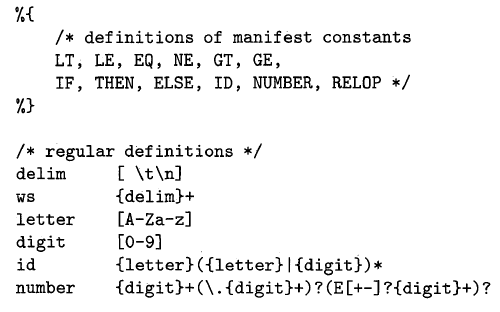 %{
    /* definitions of manifest constants
    LT, LE, EQ, NE, GT, GE,
    IF, THEN, ELSE, ID, NUMBER, RELOP */
%}

/* regular definitions */
delim     [ \t\n]
ws        {delim}+
letter    [A-Za-z]
digit     [0-9]
id        {letter}({letter}|{digit})*
number    {digit}+(\.{digit}+)?(E[+-]?{digit}+)?